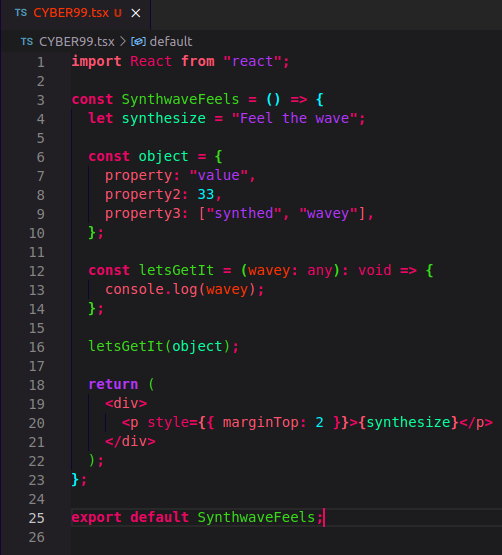 TS CYBER99.tsx U ×
TS CYBER99.tsx > default
1 import React from "react";
2
3 const SynthwaveFeels = () => {
4 let synthesize = "Feel the wave";
5
6 const object = {
7 property: "value",
8 property2: 33,
9 property3: ["synthed", "wavey"],
10 };
11
12 const letsGetIt = (wavey: any): void => {
13 console.log(wavey);
14 };
15
16 letsGetIt(object);
17
18 return (
19 <div>
20 <p style={{ marginTop: 2 }}>{synthesize}</p>
21 </div>
22 );
23 };
24
25 export default SynthwaveFeels;
26